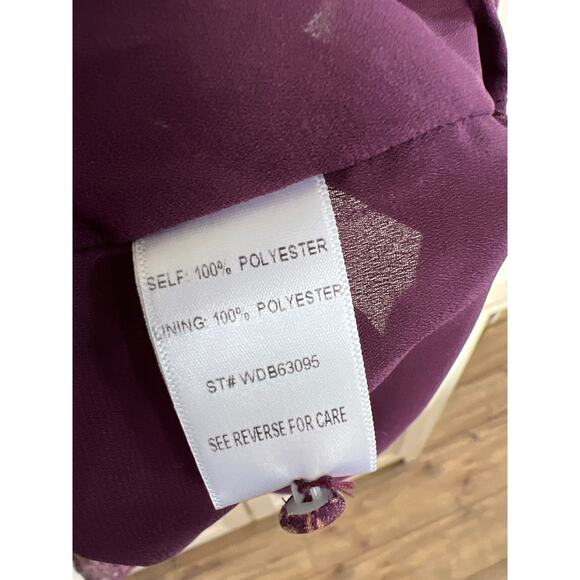 SELF: 100% POLYESTER
LINING: 100% POLYESTER
ST# WDB63095
SEE REVERSE FOR CARE